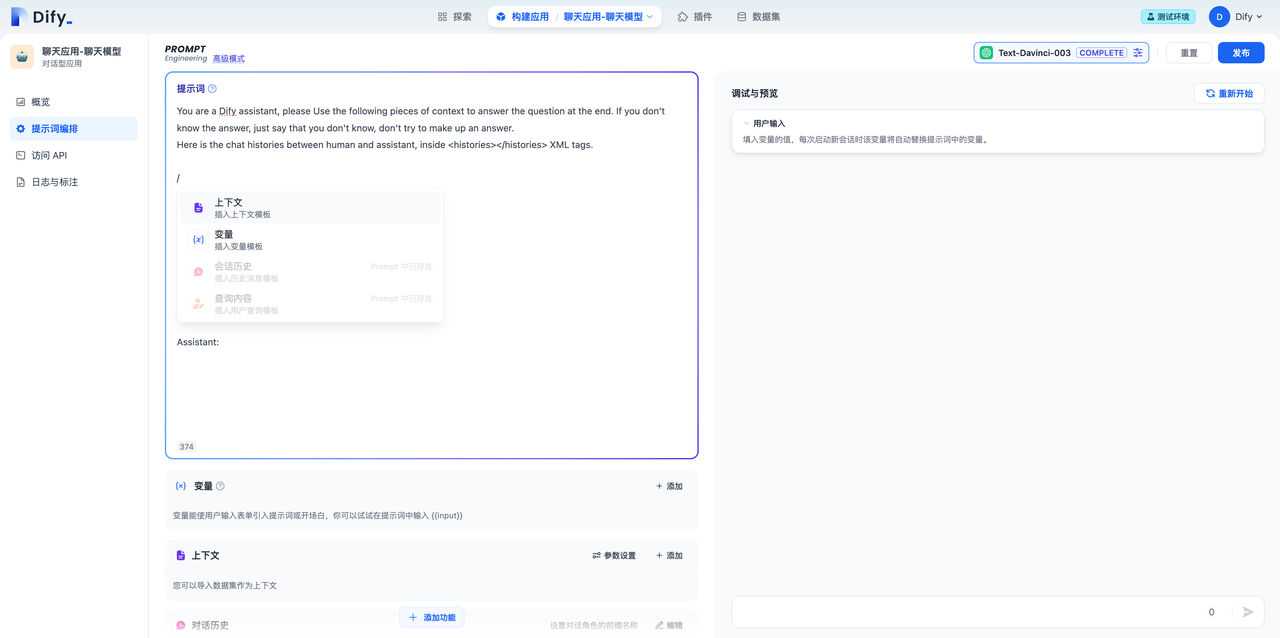 Dify_
探索
构建应用 / 聊天应用-聊天模型
插件
数据集
测试环境
D Dify
聊天应用-聊天模型
对话型应用
概览
提示词编排
访问 API
日志与标注
PROMPT
Engineering 高级模式
Text-Davinci-003 COMPLETE
重置
发布
提示词
You are a Dify assistant, please Use the following pieces of context to answer the question at the end. If you don't
know the answer, just say that you don't know, don't try to make up an answer.
Here is the chat histories between human and assistant, inside <histories></histories> XML tags.
/
上下文
插入上下文模板
{x} 变量
插入变量模板
会话历史 Prompt 中已存在
插入历史消息模板
查询内容 Prompt 中已存在
插入用户查询模板
Assistant:
374
{x} 变量 + 添加
变量能使用户输入表单引入提示词或开场白，你可以试试在提示词中输入 {{input}}
上下文 参数设置 + 添加
您可以导入数据集作为上下文
+ 添加功能
对话历史 设置对话角色的前缀名称 编辑
调试与预览
重新开始
用户输入
填入变量的值，每次启动新会话时该变量将自动替换提示词中的变量。
0